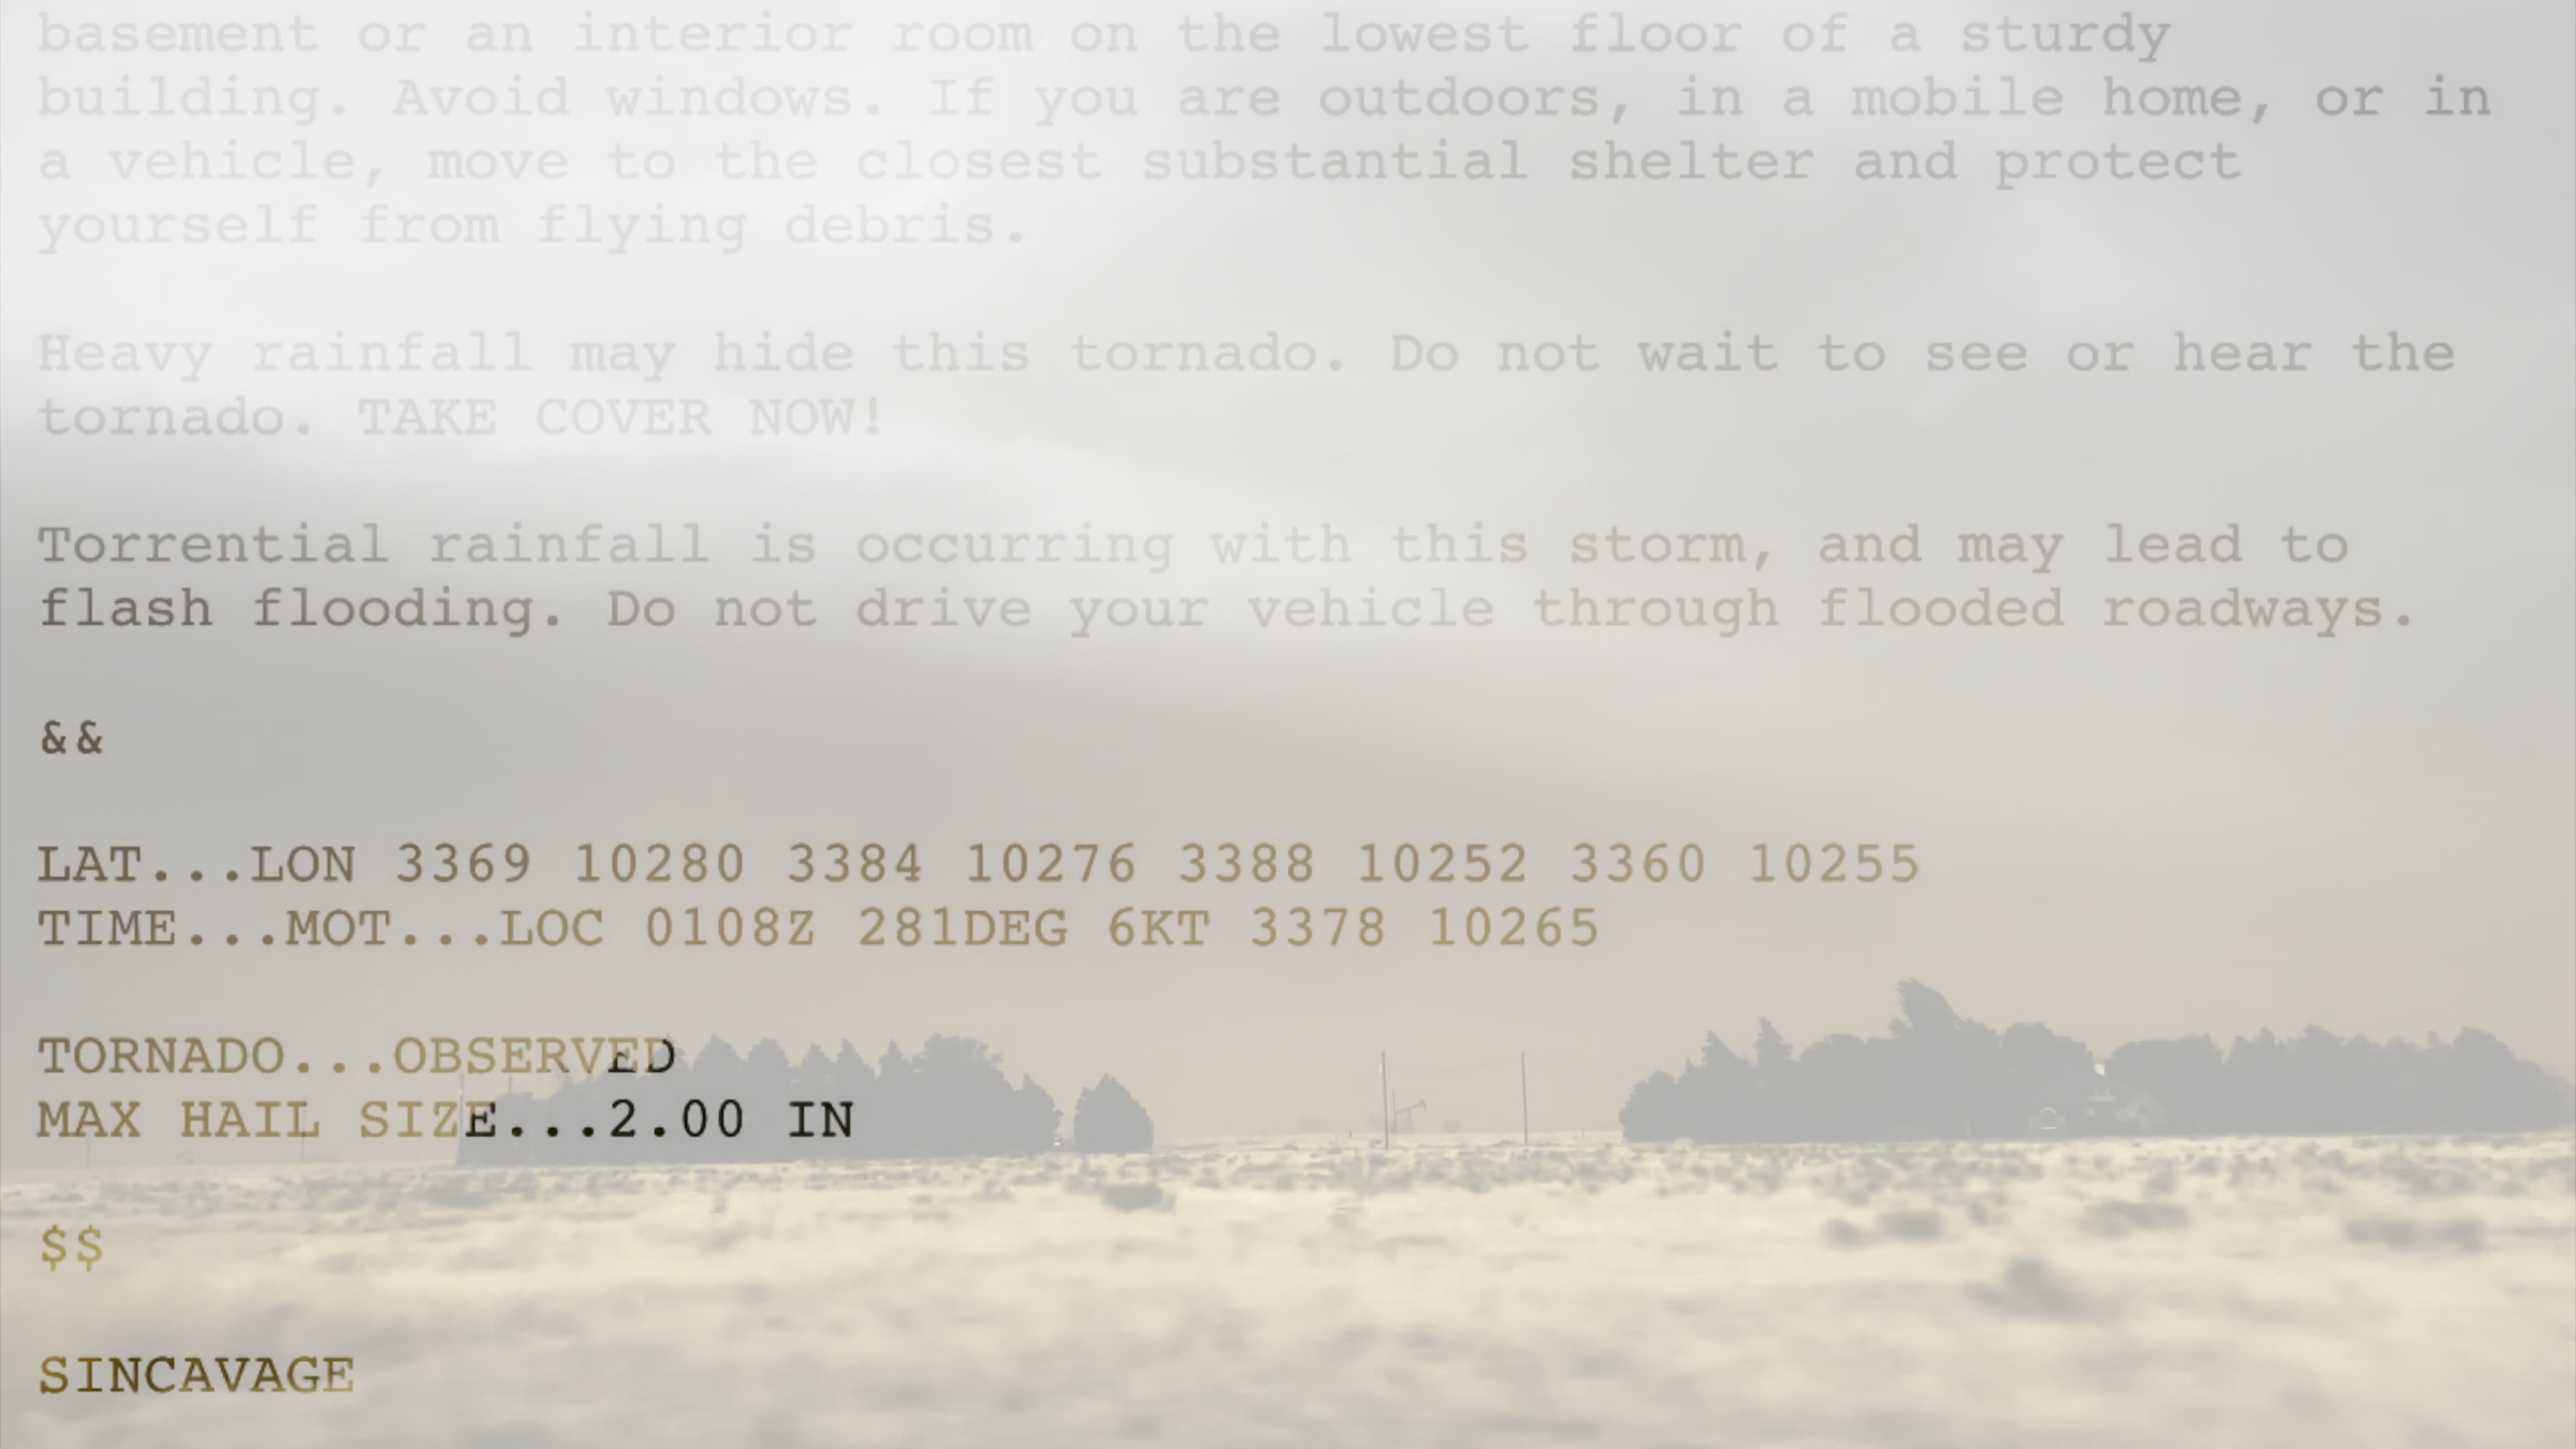 basement or an interior room on the lowest floor of a sturdy
building. Avoid windows. If you are outdoors, in a mobile home, or in
a vehicle, move to the closest substantial shelter and protect
yourself from flying debris.
Heavy rainfall may hide this tornado. Do not wait to see or hear the
tornado. TAKE COVER NOW!
Torrential rainfall is occurring with this storm, and may lead to
flash flooding. Do not drive your vehicle through flooded roadways.
&&
LAT...LON 3369 10280 3384 10276 3388 10252 3360 10255
TIME...MOT...LOC 0108Z 281DEG 6KT 3378 10265
TORNADO...OBSERVED
MAX HAIL SIZE...2.00 IN
$$
SINCAVAGE